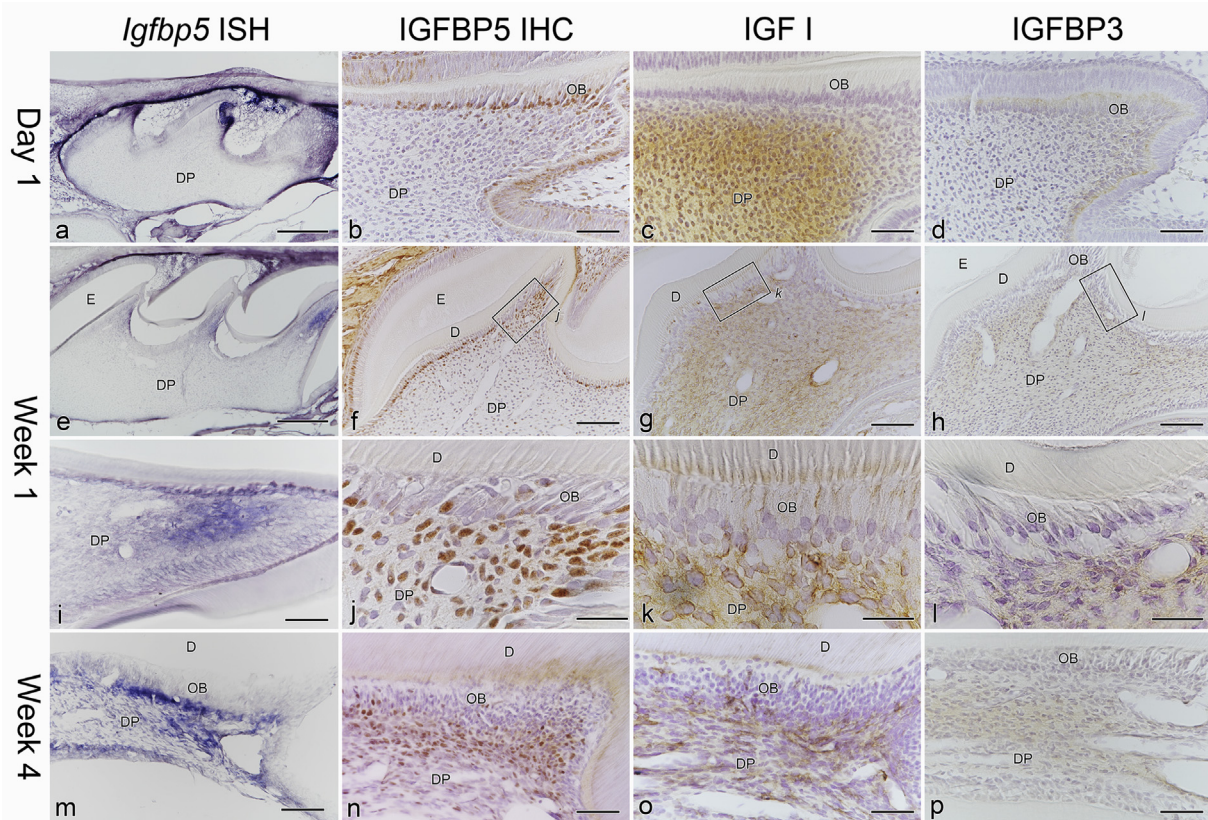 Igfbp5 ISH IGFBP5 IHC IGF I IGFBP3
Day 1
OB OB OB
DP DP DP DP
a b c d
Week 1
E E D OB
D E D
k j l
DP DP DP DP
e f g h
D D D
OB OB OB
DP DP DP
i j k l
Week 4
D D D OB
OB OB OB
DP DP DP DP
m n o p